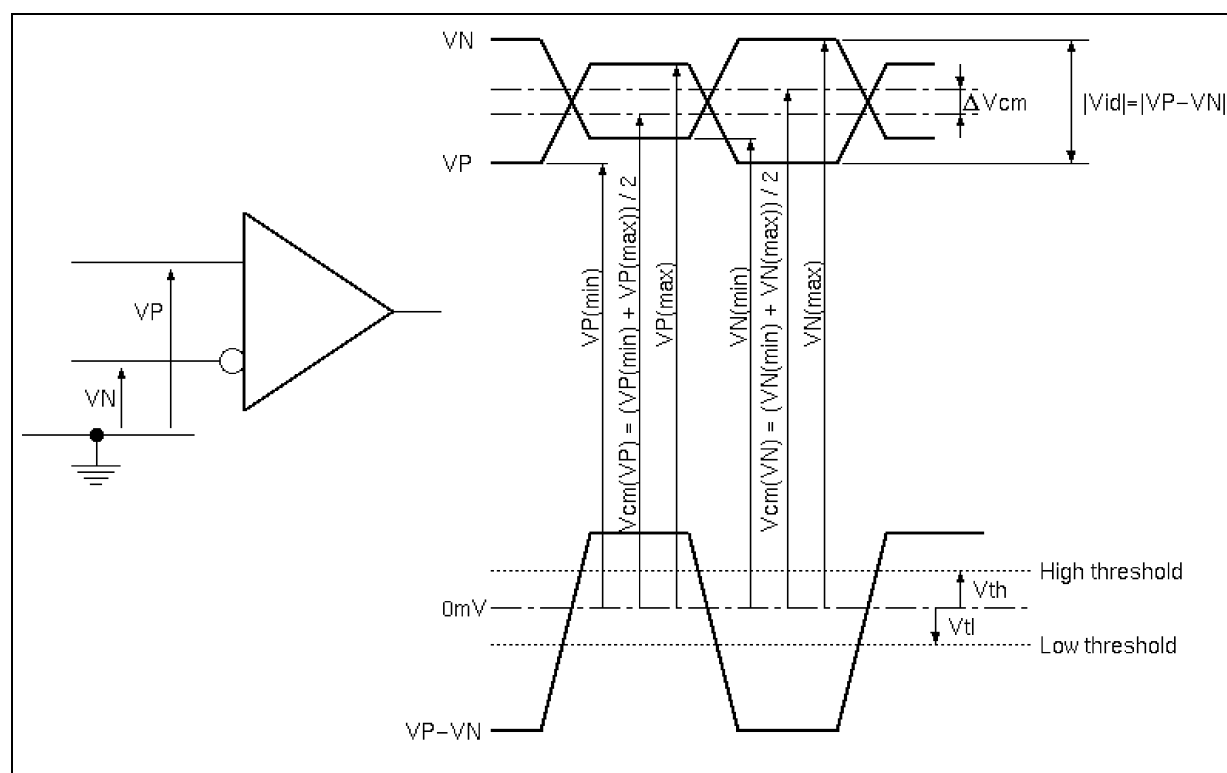 VN
VP
ΔVcm
|Vid|=|VP-VN|
VP
VN
VP(min)
Vcm(VP) = (VP(min) + VP(max)) / 2
VP(max)
VN(min)
Vcm(VN) = (VN(min) + VN(max)) / 2
VN(max)
High threshold
Vth
0mV
Vtl
Low threshold
VP-VN